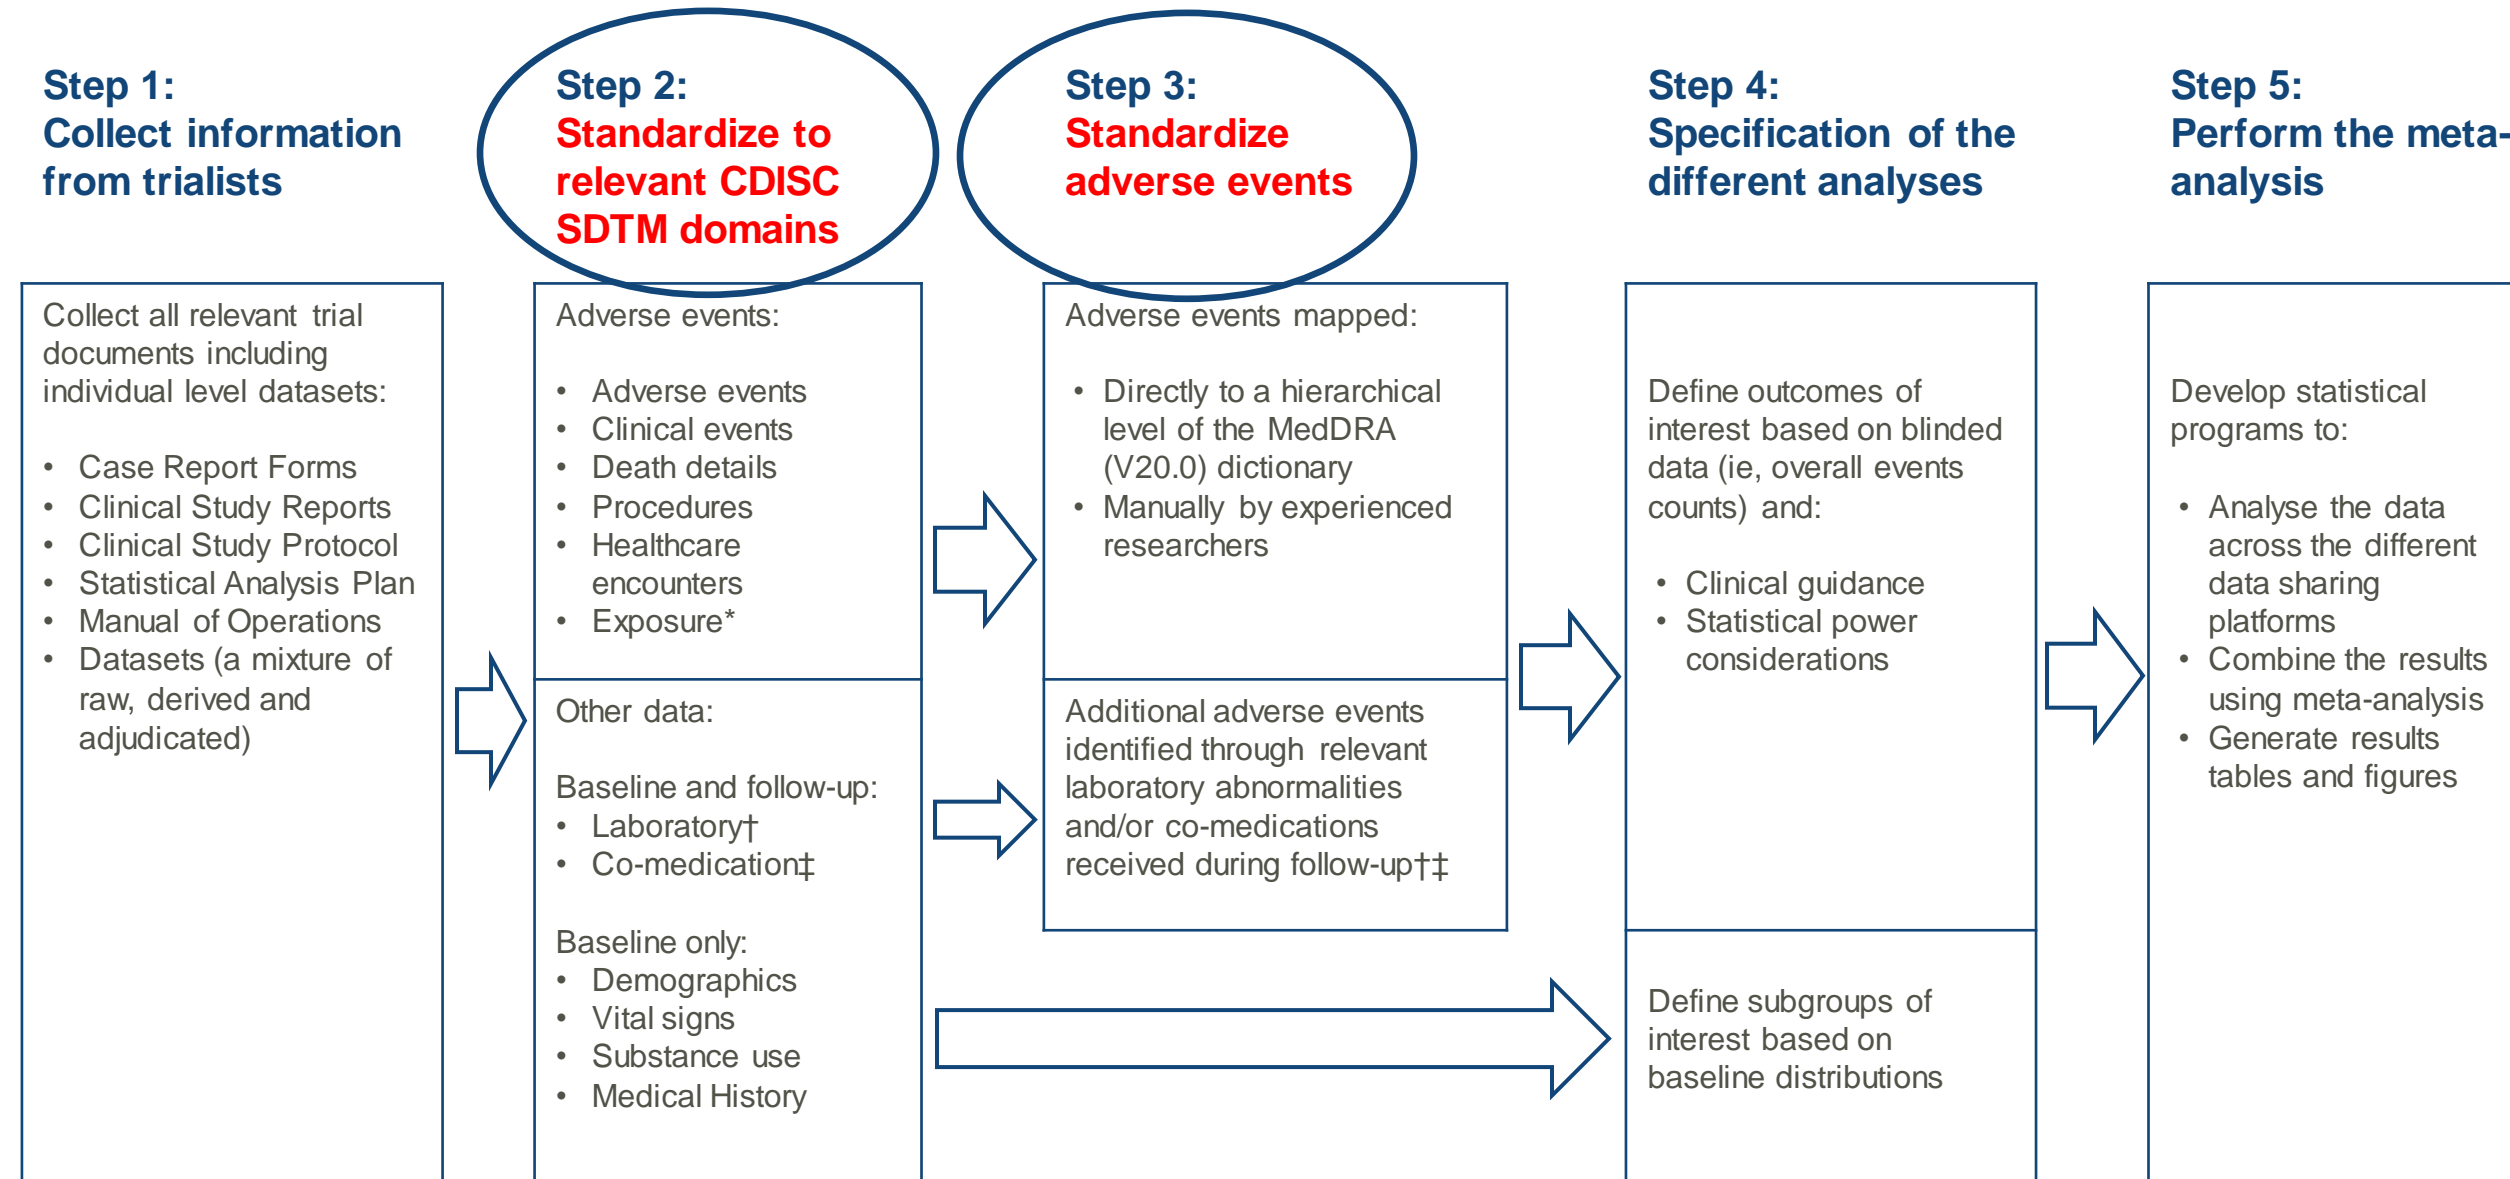 Step 1:
Collect information
from trialists
Collect all relevant trial
documents including
individual level datasets:
• Case Report Forms
• Clinical Study Reports
• Clinical Study Protocol
• Statistical Analysis Plan
• Manual of Operations
• Datasets (a mixture of
raw, derived and
adjudicated)
Step 2:
Standardize to
relevant CDISC
SDTM domains
Adverse events:
• Adverse events
• Clinical events
• Death details
• Procedures
• Healthcare
encounters
• Exposure*
Other data:
Baseline and follow-up:
• Laboratory†
• Co-medication‡
Baseline only:
• Demographics
• Vital signs
• Substance use
• Medical History
Step 3:
Standardize
adverse events
Adverse events mapped:
• Directly to a hierarchical
level of the MedDRA
(V20.0) dictionary
• Manually by experienced
researchers
Additional adverse events
identified through relevant
laboratory abnormalities
and/or co-medications
received during follow-up†‡
Step 4:
Specification of the
different analyses
Define outcomes of
interest based on blinded
data (ie, overall events
counts) and:
• Clinical guidance
• Statistical power
considerations
Define subgroups of
interest based on
baseline distributions
Step 5:
Perform the meta-
analysis
Develop statistical
programs to:
• Analyse the data
across the different
data sharing
platforms
• Combine the results
using meta-analysis
• Generate results
tables and figures